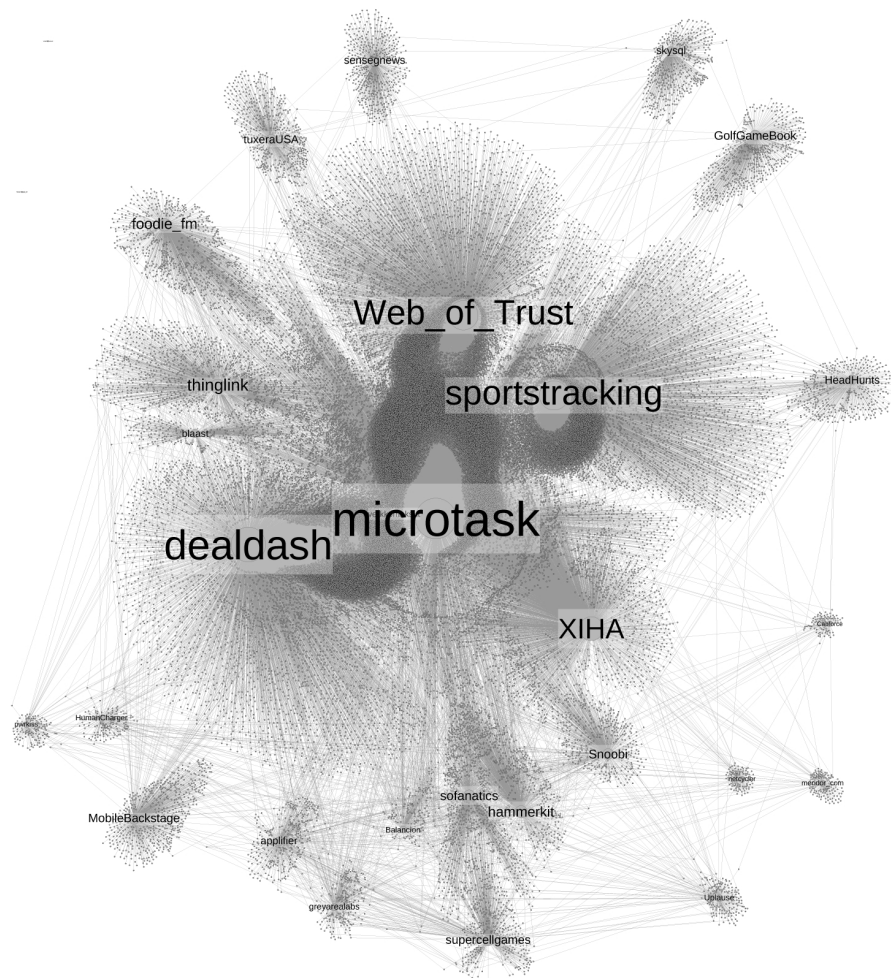 skysql
sensegnews
GolfGameBook
tuxeraUSA
foodie_fm
Web_of_Trust
HeadHunts
thinglink
sportstracking
blaast
microtask
dealdash
XIHA
HumanCharger
Snoobi
netcycler
sofanatics
hammerkit
MobileBackstage
Balancion
applifier
Uplause
greyarealabs
supercellgames